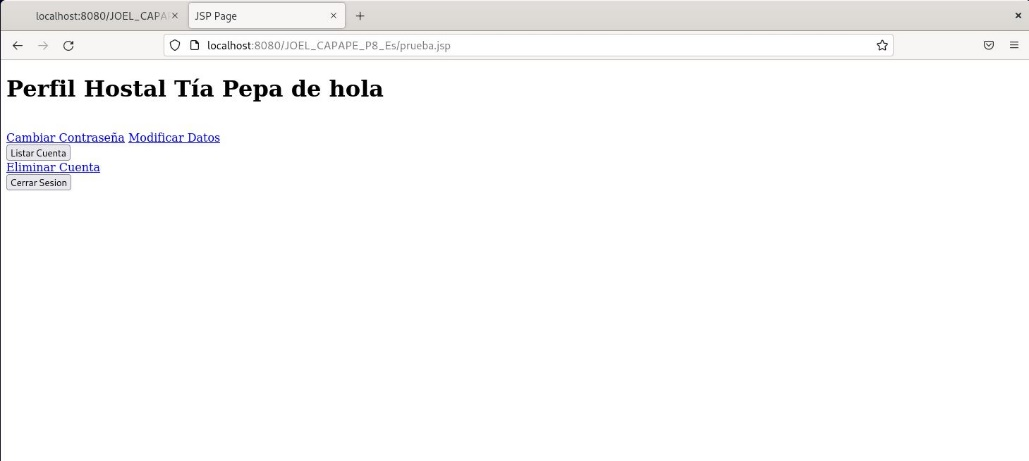 localhost:8080/JOEL_CAPA
JSP Page
localhost:8080/JOEL_CAPAPE_P8_Es/prueba.jsp
Perfil Hostal Tía Pepa de hola
Cambiar Contraseña Modificar Datos
Listar Cuenta
Eliminar Cuenta
Cerrar Sesion